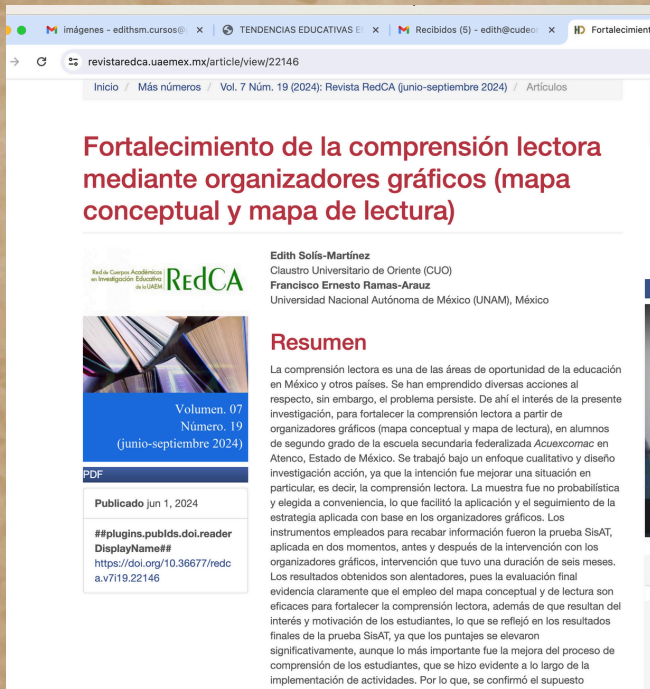 imágenes - edithsm.cursos@
TENDENCIAS EDUCATIVAS E
Recibidos (5) - edith@cudeor
Fortalecimient
revistaredca.uaemex.mx/article/view/22146
Inicio / Más números / Vol. 7 Núm. 19 (2024): Revista RedCA (junio-septiembre 2024) / Artículos
Fortalecimiento de la comprensión lectora
mediante organizadores gráficos (mapa
conceptual y mapa de lectura)
Red de Cuerpos Académicos
en Investigación Educativa
de la UAEM
REDCA
Volumen. 07
Número. 19
(junio-septiembre 2024)
PDF
Publicado jun 1, 2024
##plugins.pubIds.doi.reader
DisplayName##
https://doi.org/10.36677/redc
a.v7i19.22146
Edith Solís-Martínez
Claustro Universitario de Oriente (CUO)
Francisco Ernesto Ramas-Arauz
Universidad Nacional Autónoma de México (UNAM), México
Resumen
La comprensión lectora es una de las áreas de oportunidad de la educación
en México y otros países. Se han emprendido diversas acciones al
respecto, sin embargo, el problema persiste. De ahí el interés de la presente
investigación, para fortalecer la comprensión lectora a partir de
organizadores gráficos (mapa conceptual y mapa de lectura), en alumnos
de segundo grado de la escuela secundaria federalizada Acuexcomac en
Atenco, Estado de México. Se trabajó bajo un enfoque cualitativo y diseño
investigación acción, ya que la intención fue mejorar una situación en
particular, es decir, la comprensión lectora. La muestra fue no probabilística
y elegida a conveniencia, lo que facilitó la aplicación y el seguimiento de la
estrategia aplicada con base en los organizadores gráficos. Los
instrumentos empleados para recabar información fueron la prueba SisAT,
aplicada en dos momentos, antes y después de la intervención con los
organizadores gráficos, intervención que tuvo una duración de seis meses.
Los resultados obtenidos son alentadores, pues la evaluación final
evidencia claramente que el empleo del mapa conceptual y de lectura son
eficaces para fortalecer la comprensión lectora, además de que resultan del
interés y motivación de los estudiantes, lo que se reflejó en los resultados
finales de la prueba SisAT, ya que los puntajes se elevaron
significativamente, aunque lo más importante fue la mejora del proceso de
comprensión de los estudiantes, que se hizo evidente a lo largo de la
implementación de actividades. Por lo que, se confirmó el supuesto